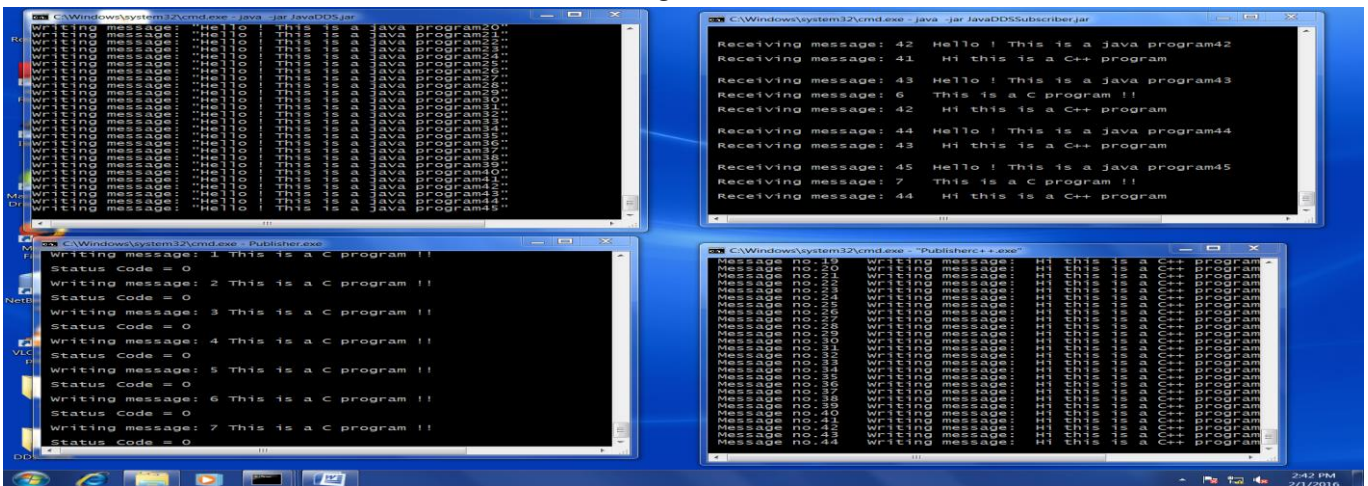 C:\Windows\system32\cmd.exe - java -jar JavaDDS.jar
Writing message: "Hello ! This is a java program20"
Writing message: "Hello ! This is a java program21"
Writing message: "Hello ! This is a java program22"
Writing message: "Hello ! This is a java program23"
Writing message: "Hello ! This is a java program24"
Writing message: "Hello ! This is a java program25"
Writing message: "Hello ! This is a java program26"
Writing message: "Hello ! This is a java program27"
Writing message: "Hello ! This is a java program28"
Writing message: "Hello ! This is a java program29"
Writing message: "Hello ! This is a java program30"
Writing message: "Hello ! This is a java program31"
Writing message: "Hello ! This is a java program32"
Writing message: "Hello ! This is a java program33"
Writing message: "Hello ! This is a java program34"
Writing message: "Hello ! This is a java program35"
Writing message: "Hello ! This is a java program36"
Writing message: "Hello ! This is a java program37"
Writing message: "Hello ! This is a java program38"
Writing message: "Hello ! This is a java program39"
Writing message: "Hello ! This is a java program40"
Writing message: "Hello ! This is a java program41"
Writing message: "Hello ! This is a java program42"
Writing message: "Hello ! This is a java program43"
Writing message: "Hello ! This is a java program44"
Writing message: "Hello ! This is a java program45"
C:\Windows\system32\cmd.exe - java -jar JavaDDSSubscriber.jar
Receiving message: 42 Hello ! This is a java program42
Receiving message: 41 Hi this is a C++ program
Receiving message: 43 Hello ! This is a java program43
Receiving message: 6 This is a C program !!
Receiving message: 42 Hi this is a C++ program
Receiving message: 44 Hello ! This is a java program44
Receiving message: 43 Hi this is a C++ program
Receiving message: 45 Hello ! This is a java program45
Receiving message: 7 This is a C program !!
Receiving message: 44 Hi this is a C++ program
C:\Windows\system32\cmd.exe - Publisher.exe
Writing message: 1 This is a C program !!
Status Code = 0
Writing message: 2 This is a C program !!
Status Code = 0
Writing message: 3 This is a C program !!
Status Code = 0
Writing message: 4 This is a C program !!
Status Code = 0
Writing message: 5 This is a C program !!
Status Code = 0
Writing message: 6 This is a C program !!
Status Code = 0
Writing message: 7 This is a C program !!
Status Code = 0
C:\Windows\system32\cmd.exe - "Publisherc++.exe"
Message no.19 Writing message: Hi this is a C++ program
Message no.20 Writing message: Hi this is a C++ program
Message no.21 Writing message: Hi this is a C++ program
Message no.22 Writing message: Hi this is a C++ program
Message no.23 Writing message: Hi this is a C++ program
Message no.24 Writing message: Hi this is a C++ program
Message no.25 Writing message: Hi this is a C++ program
Message no.26 Writing message: Hi this is a C++ program
Message no.27 Writing message: Hi this is a C++ program
Message no.28 Writing message: Hi this is a C++ program
Message no.29 Writing message: Hi this is a C++ program
Message no.30 Writing message: Hi this is a C++ program
Message no.31 Writing message: Hi this is a C++ program
Message no.32 Writing message: Hi this is a C++ program
Message no.33 Writing message: Hi this is a C++ program
Message no.34 Writing message: Hi this is a C++ program
Message no.35 Writing message: Hi this is a C++ program
Message no.36 Writing message: Hi this is a C++ program
Message no.37 Writing message: Hi this is a C++ program
Message no.38 Writing message: Hi this is a C++ program
Message no.39 Writing message: Hi this is a C++ program
Message no.40 Writing message: Hi this is a C++ program
Message no.41 Writing message: Hi this is a C++ program
Message no.42 Writing message: Hi this is a C++ program
Message no.43 Writing message: Hi this is a C++ program
Message no.44 Writing message: Hi this is a C++ program
2:42 PM
2/1/2016